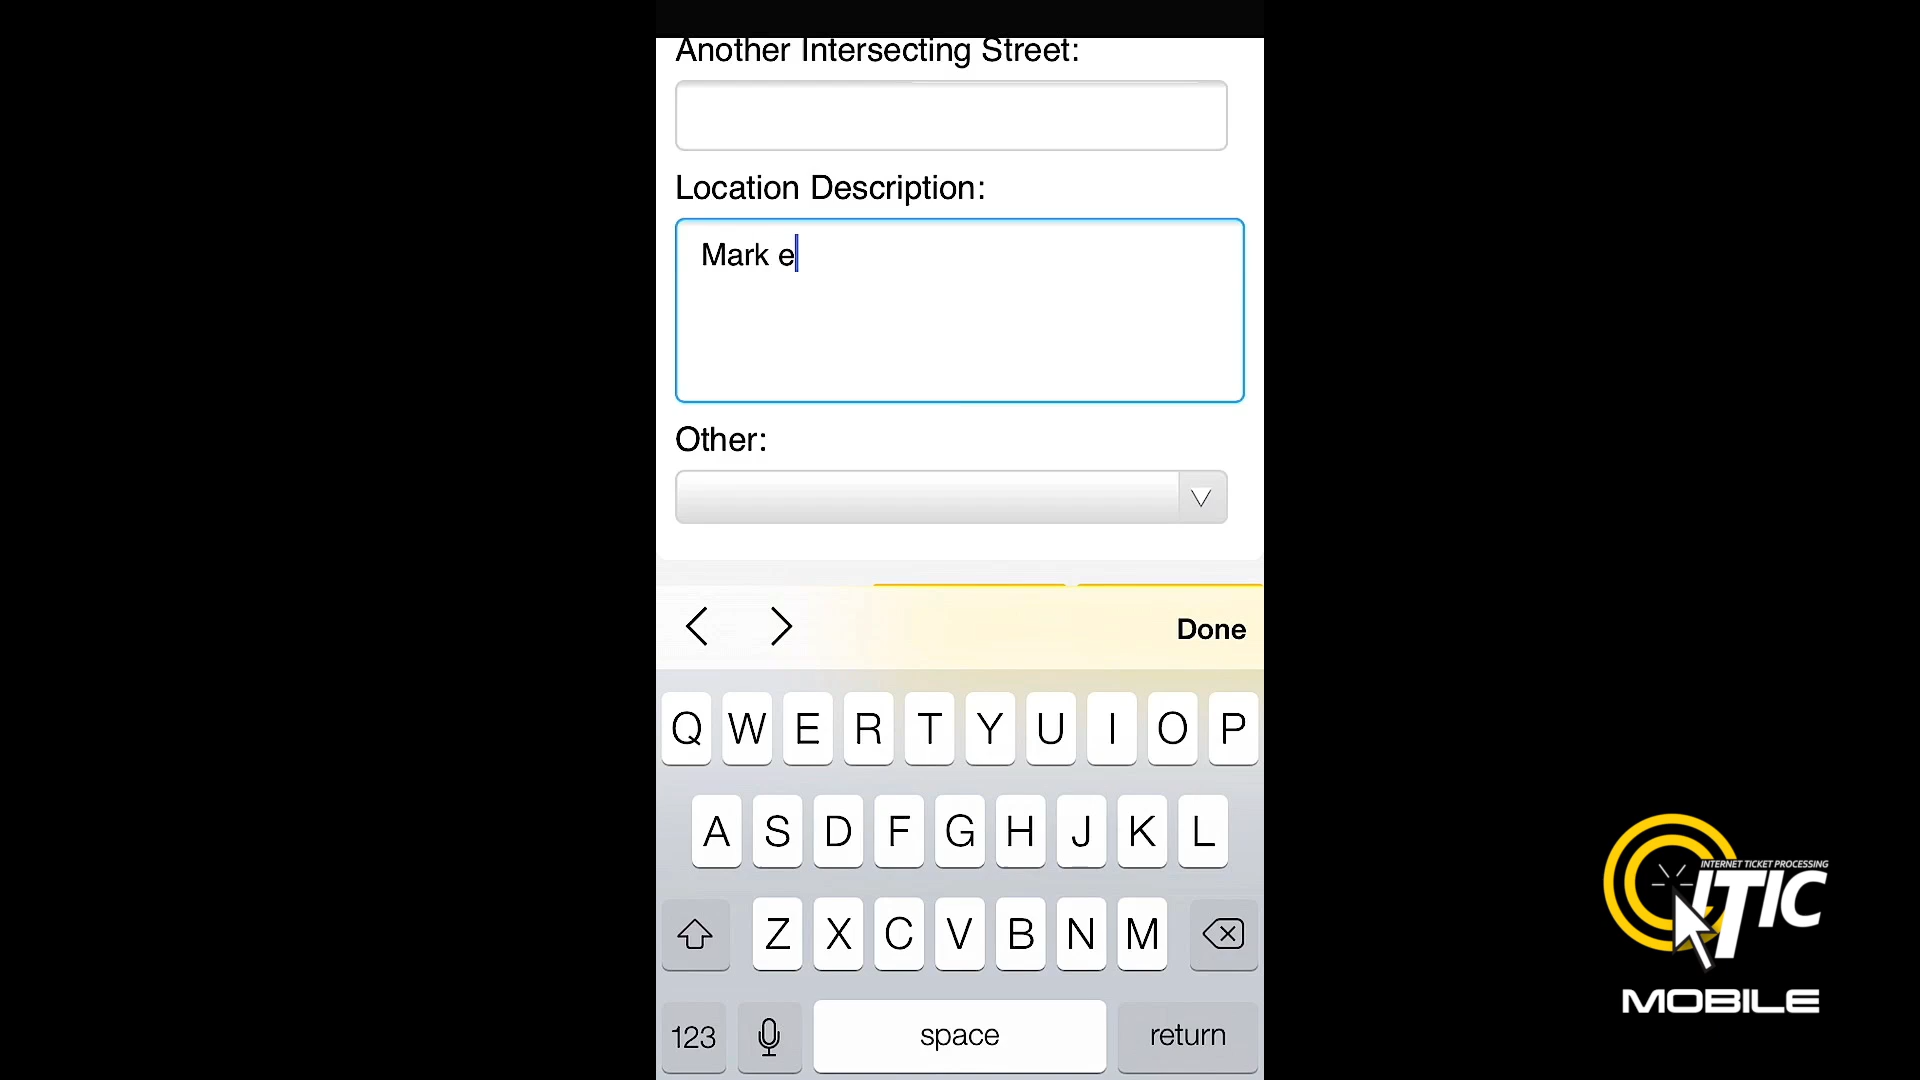 Another Intersecting Street:
Location Description:
Mark e
Other:
Done
Q W E R T Y U I O P
A S D F G H J K L
Z X C V B N M
123 space return
INTERNET TICKET PROCESSING
ITIC
MOBILE